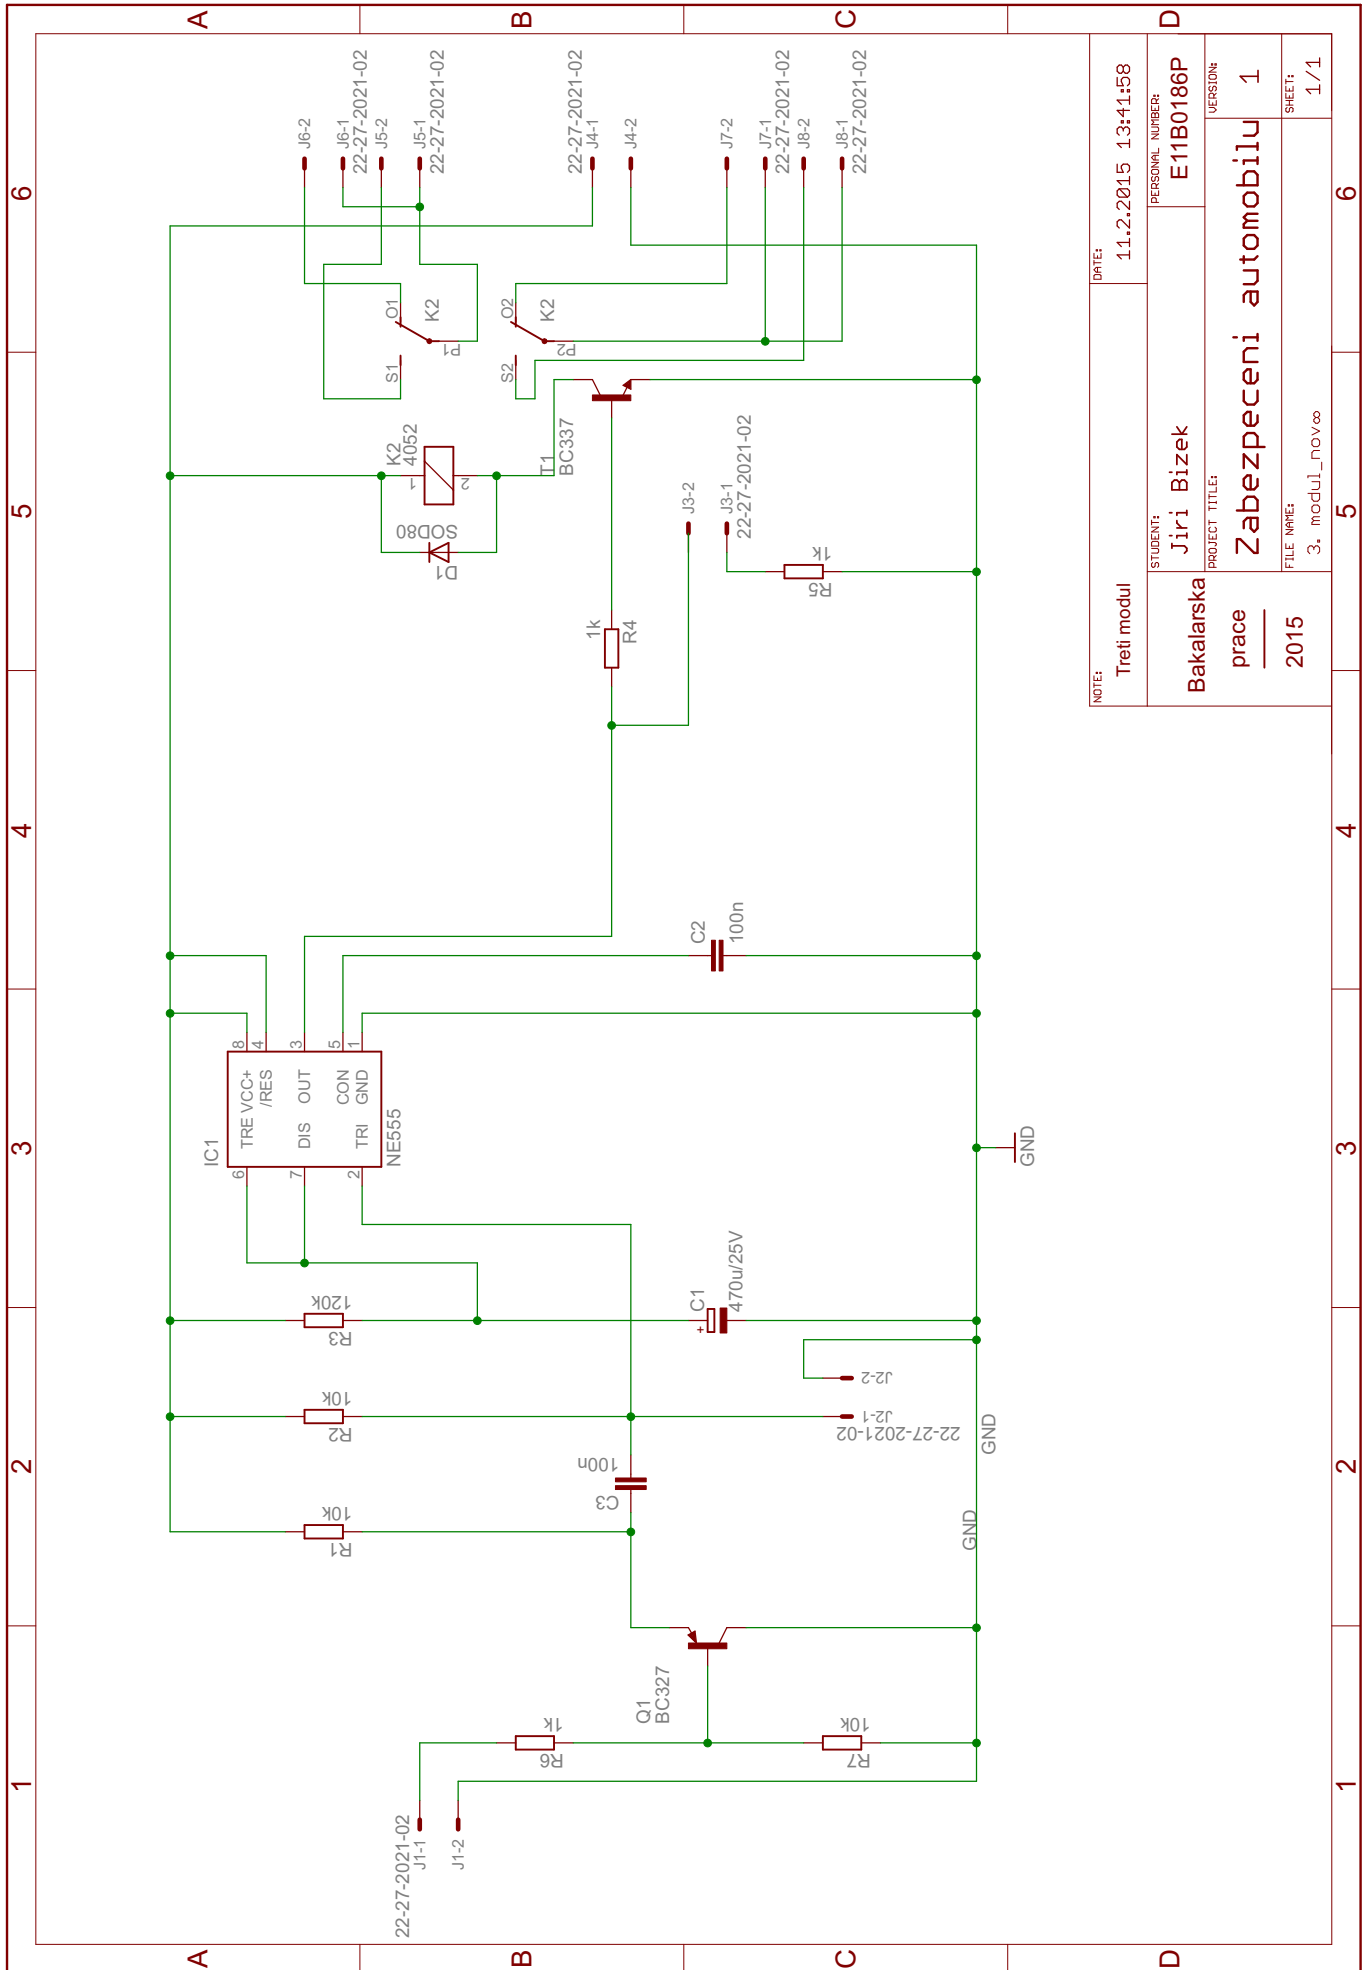 1
2
3
4
5
6
A
B
C
D
22-27-2021-02
J1-1
J1-2
R6
1k
R7
10k
Q1
BC327
R1
10k
R2
10k
R3
120k
C3
100n
C1
+
470u/25V
J2-1
22-27-2021-02
J2-2
GND
GND
GND
IC1
TRE VCC+
/RES
DIS OUT
CON
TRI GND
NE555
6
7
2
8
4
3
5
1
C2
100n
1k
R4
J3-2
J3-1
22-27-2021-02
R5
1k
D1
SOD80
K2
4052
1
2
T1
BC337
S1
O1
P1
K2
S2
O2
P2
K2
J6-2
J6-1
22-27-2021-02
J5-2
J5-1
22-27-2021-02
22-27-2021-02
J4-1
J4-2
J7-2
J7-1
22-27-2021-02
J8-2
J8-1
22-27-2021-02
NOTE:
Treti modul
DATE:
11.2.2015 13:41:58
Bakalarska
prace
2015
STUDENT:
Jiri Bizek
PERSONAL NUMBER:
E11B0186P
PROJECT TITLE:
Zabezpeceni automobilu
VERSION:
1
FILE NAME:
3. modul_nov∞
SHEET:
1/1
1
2
3
4
5
6
A
B
C
D